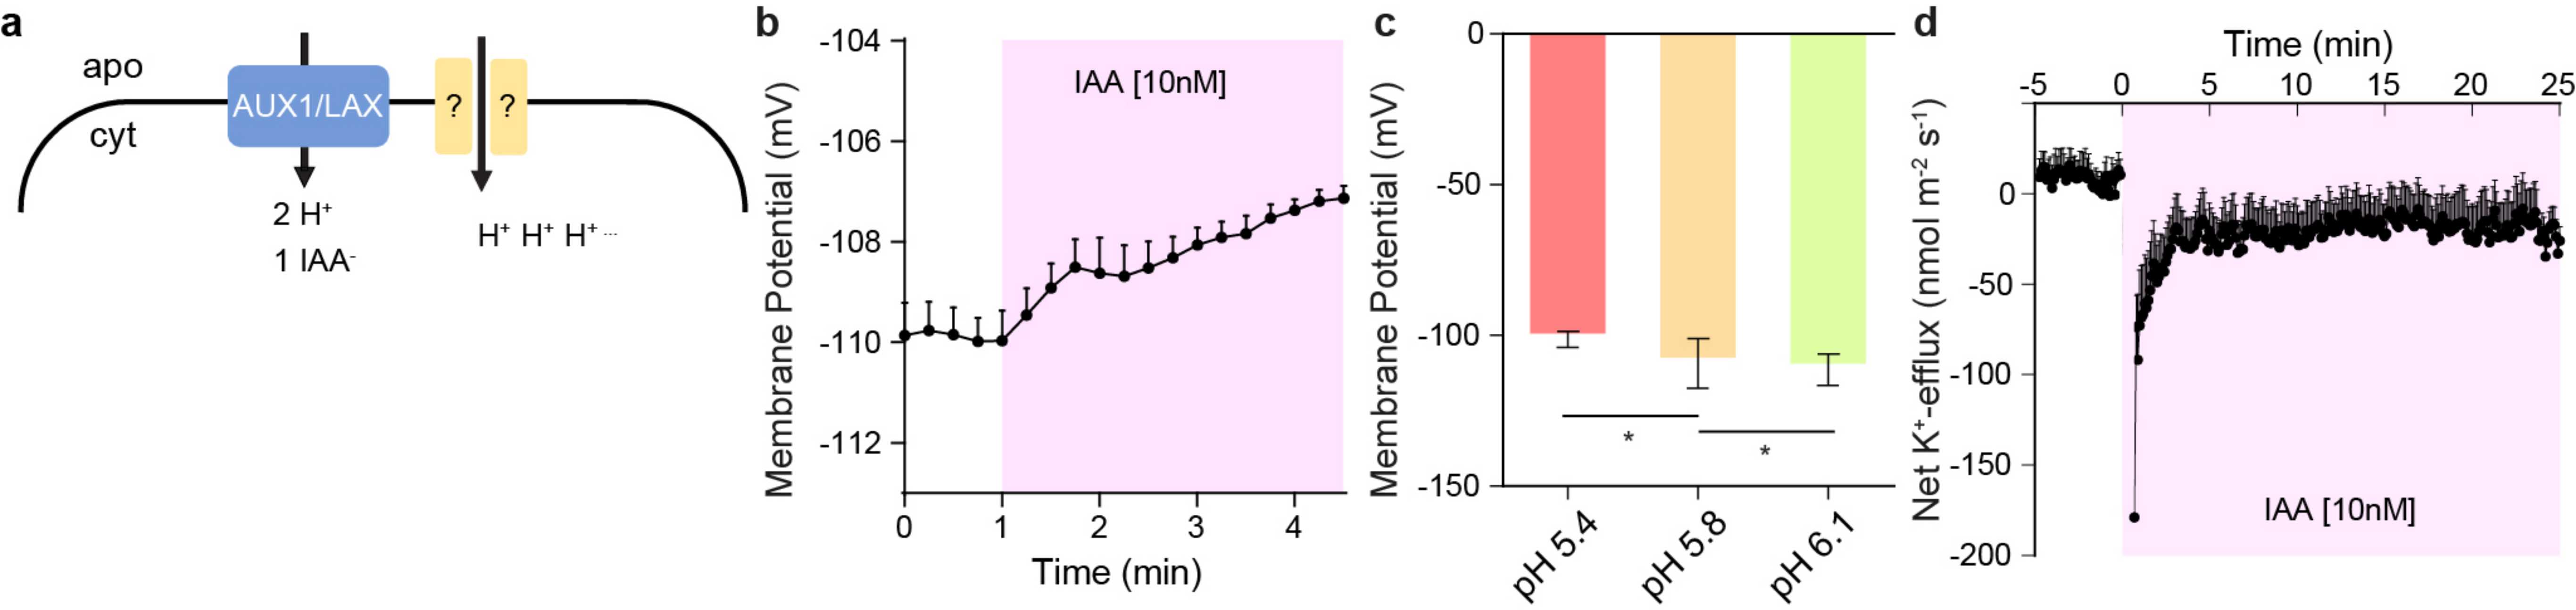 a
apo
cyt
AUX1/LAX
? ?
2 H⁺
1 IAA⁻
H⁺ H⁺ H⁺ ...
b
Membrane Potential (mV)
-104
-106
-108
-110
-112
IAA [10nM]
0 1 2 3 4
Time (min)
c
Membrane Potential (mV)
0
-50
-100
-150
*
*
pH 5.4
pH 5.8
pH 6.1
d
Time (min)
-5 0 5 10 15 20 25
Net K⁺-efflux (nmol m⁻² s⁻¹)
0
-50
-100
-150
-200
IAA [10nM]